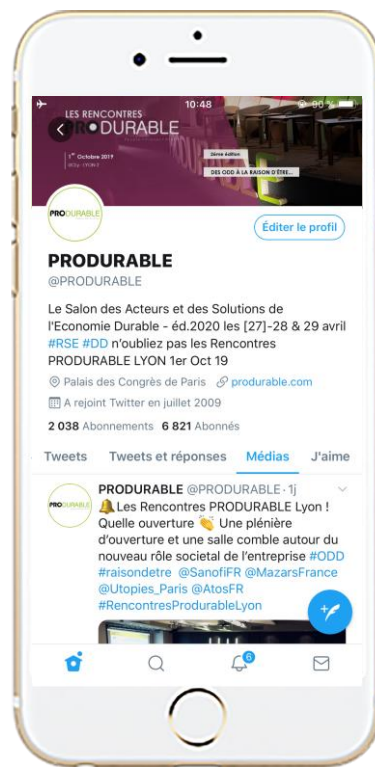 10:48
90 %
LES RENCONTRES
PRODURABLE
1er Octobre 2019
2ème édition
DES ODD À LA RAISON D'ÊTRE...
PRODURABLE
Éditer le profil
PRODURABLE
@PRODURABLE
Le Salon des Acteurs et des Solutions de
l'Economie Durable - éd.2020 les [27]-28 & 29 avril
#RSE #DD n'oubliez pas les Rencontres
PRODURABLE LYON 1er Oct 19
Palais des Congrès de Paris produrable.com
A rejoint Twitter en juillet 2009
2 038 Abonnements 6 821 Abonnés
Tweets Tweets et réponses Médias J'aime
PRODURABLE
PRODURABLE @PRODURABLE · 1j
🔔Les Rencontres PRODURABLE Lyon !
Quelle ouverture 👏 Une plénière
d'ouverture et une salle comble autour du
nouveau rôle societal de l'entreprise #ODD
#raisondetre @SanofiFR @MazarsFrance
@Utopies_Paris @AtosFR
#RencontresProdurableLyon
6